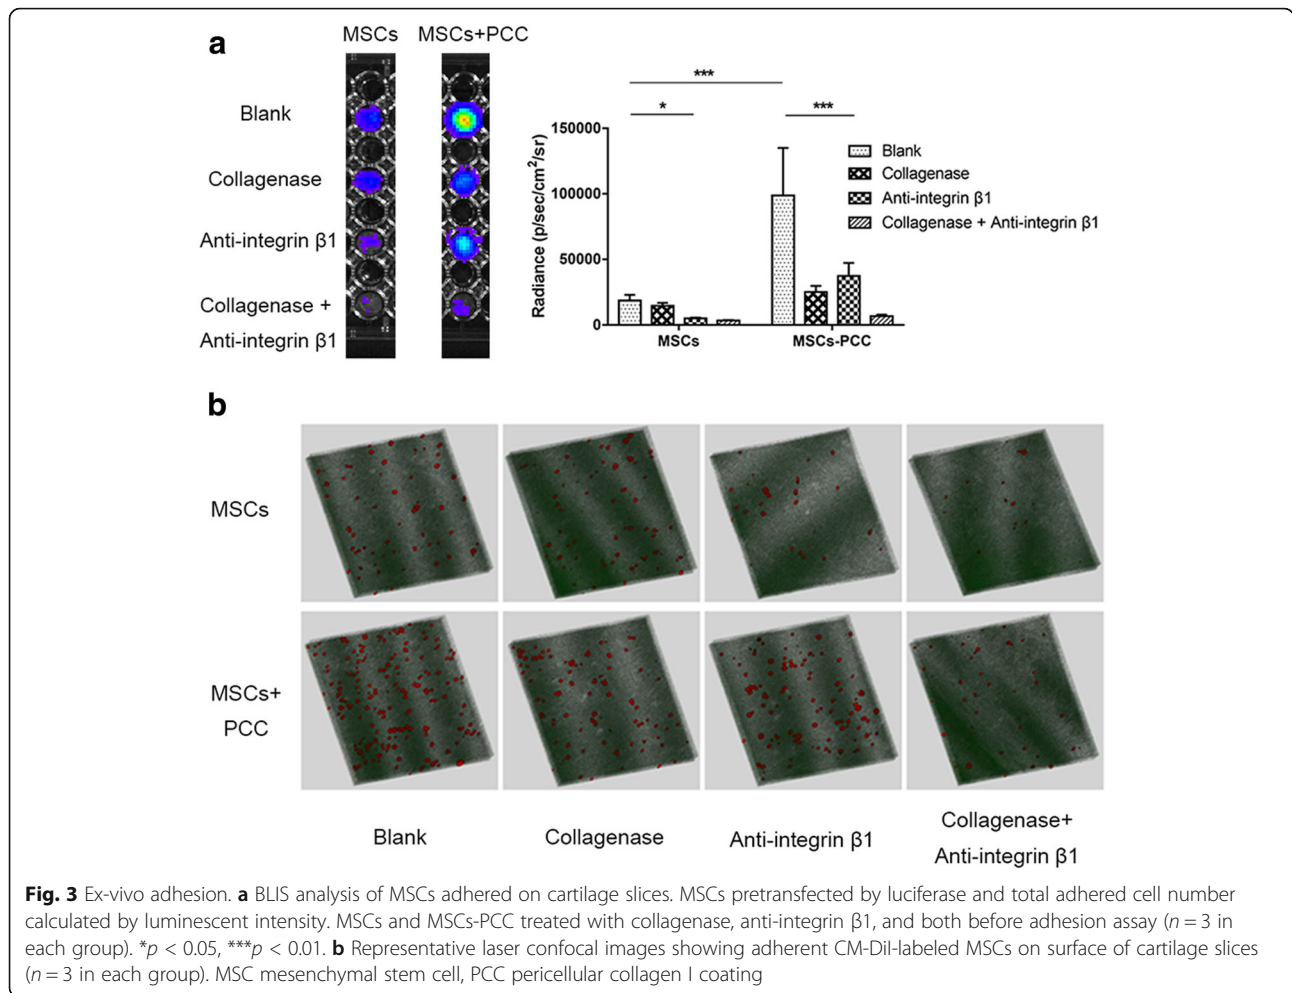 a
MSCs MSCs+PCC
Blank
Collagenase
Anti-integrin β1
Collagenase +
Anti-integrin β1
***
* ***
Radiance (p/sec/cm²/sr)
150000
100000
50000
0
MSCs MSCs-PCC
Blank
Collagenase
Anti-integrin β1
Collagenase + Anti-integrin β1
b
MSCs
MSCs+
PCC
Blank
Collagenase
Anti-integrin β1
Collagenase+
Anti-integrin β1
Fig. 3 Ex-vivo adhesion. a BLIS analysis of MSCs adhered on cartilage slices. MSCs pretransfected by luciferase and total adhered cell number
calculated by luminescent intensity. MSCs and MSCs-PCC treated with collagenase, anti-integrin β1, and both before adhesion assay (n = 3 in
each group). *p < 0.05, ***p < 0.01. b Representative laser confocal images showing adherent CM-DiI-labeled MSCs on surface of cartilage slices
(n = 3 in each group). MSC mesenchymal stem cell, PCC pericellular collagen I coating